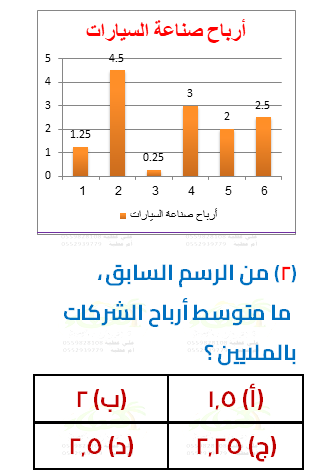 أرباح صناعة السيارات
5
4.5
4
3
3
2.5
2
2
1.25
1
0.25
0
1 2 3 4 5 6
أرباح صناعة السيارات
(٢) من الرسم السابق،
ما متوسط أرباح الشركات
بالملايين ؟
(أ) ١,٥
(ب) ٢
(ج) ٢,٢٥
(د) ٢,٥